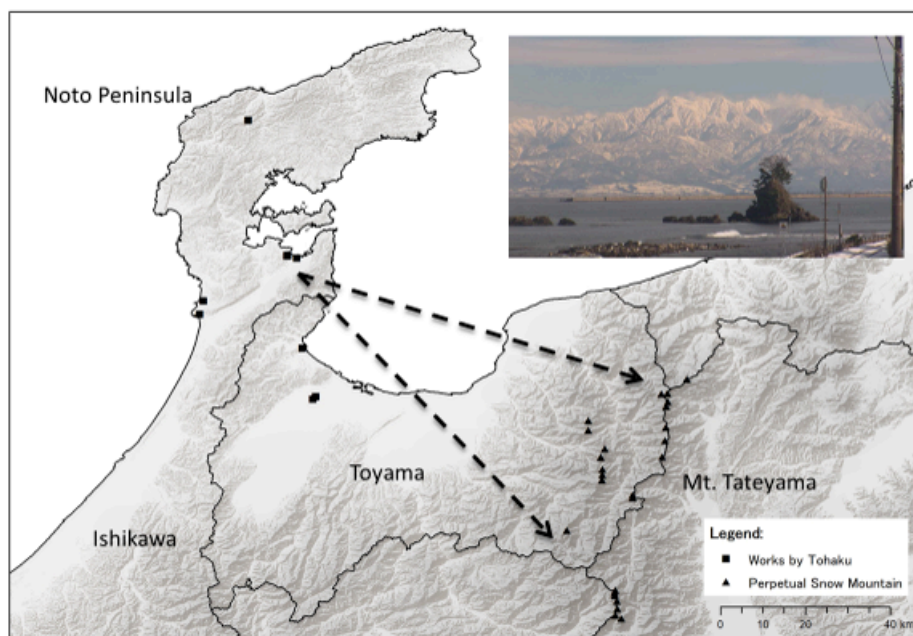 Noto Peninsula
Toyama
Mt. Tateyama
Ishikawa
Legend:
Works by Tohaku
Perpetual Snow Mountain
0 10 20 40 km